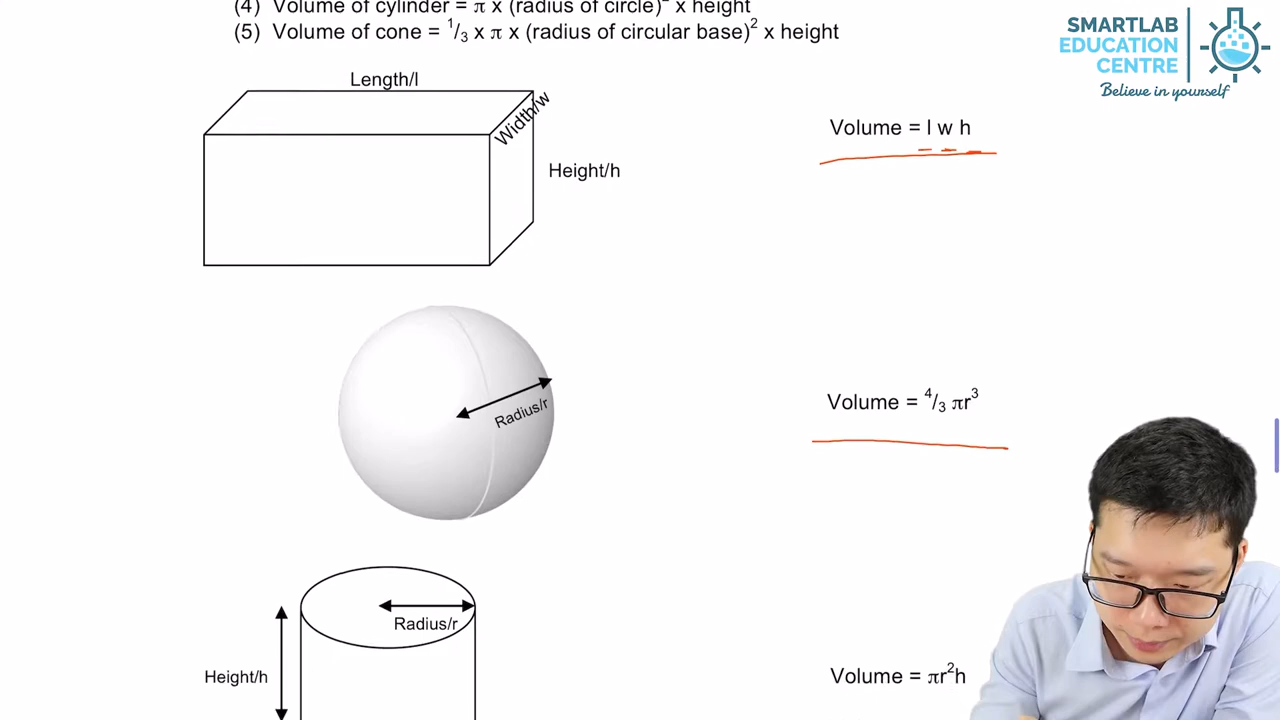 (4) Volume of cylinder = π x (radius of circle)² x height
(5) Volume of cone = ¹/₃ x π x (radius of circular base)² x height
SMARTLAB
EDUCATION
CENTRE
Believe in yourself
Length/l
Width/w
Height/h
Volume = l w h
Radius/r
Volume = ⁴/₃ πr³
Radius/r
Height/h
Volume = πr²h